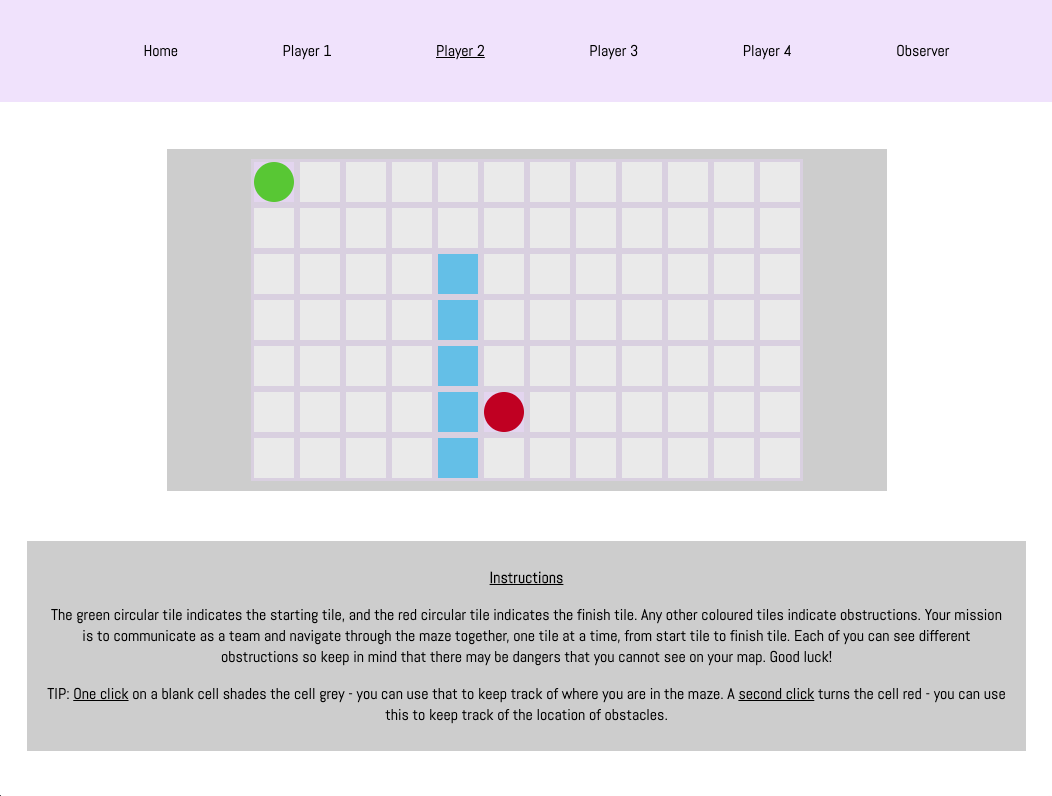 Home Player 1 Player 2 Player 3 Player 4 Observer
Instructions
The green circular tile indicates the starting tile, and the red circular tile indicates the finish tile. Any other coloured tiles indicate obstructions. Your mission
is to communicate as a team and navigate through the maze together, one tile at a time, from start tile to finish tile. Each of you can see different
obstructions so keep in mind that there may be dangers that you cannot see on your map. Good luck!
TIP: One click on a blank cell shades the cell grey - you can use that to keep track of where you are in the maze. A second click turns the cell red - you can use
this to keep track of the location of obstacles.